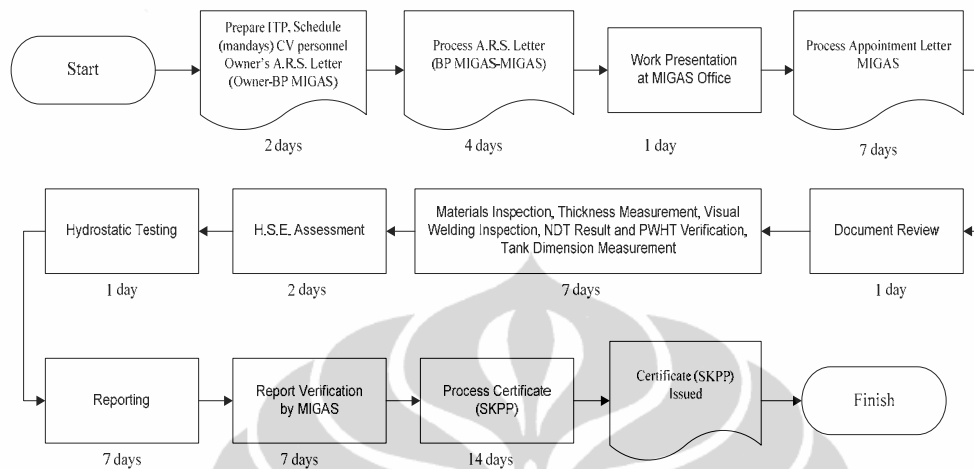 Start
Prepare ITP, Schedule
(mandays) CV personnel
Owner's A.R.S. Letter
(Owner-BP MIGAS)
2 days
Process A.R.S. Letter
(BP MIGAS-MIGAS)
4 days
Work Presentation
at MIGAS Office
1 day
Process Appointment Letter
MIGAS
7 days
Document Review
1 day
Materials Inspection, Thickness Measurement, Visual
Welding Inspection, NDT Result and PWHT Verification,
Tank Dimension Measurement
7 days
H.S.E. Assessment
2 days
Hydrostatic Testing
1 day
Reporting
7 days
Report Verification
by MIGAS
7 days
Process Certificate
(SKPP)
14 days
Certificate (SKPP)
Issued
Finish